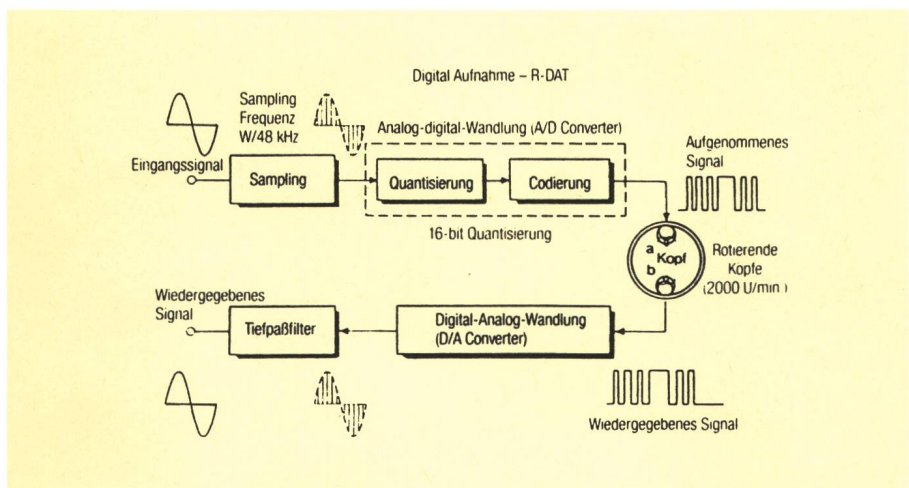 Digital Aufnahme – R-DAT
Sampling
Frequenz
W/48 kHz
Analog-digital-Wandlung (A/D Converter)
Aufgenommenes
Signal
Eingangssignal
Sampling
Quantisierung
Codierung
16-bit Quantisierung
a
Kopf
b
Rotierende
Köpfe
(2000 U/min)
Wiedergegebenes
Signal
Tiefpaßfilter
Digital-Analog-Wandlung
(D/A Converter)
Wiedergegebenes Signal